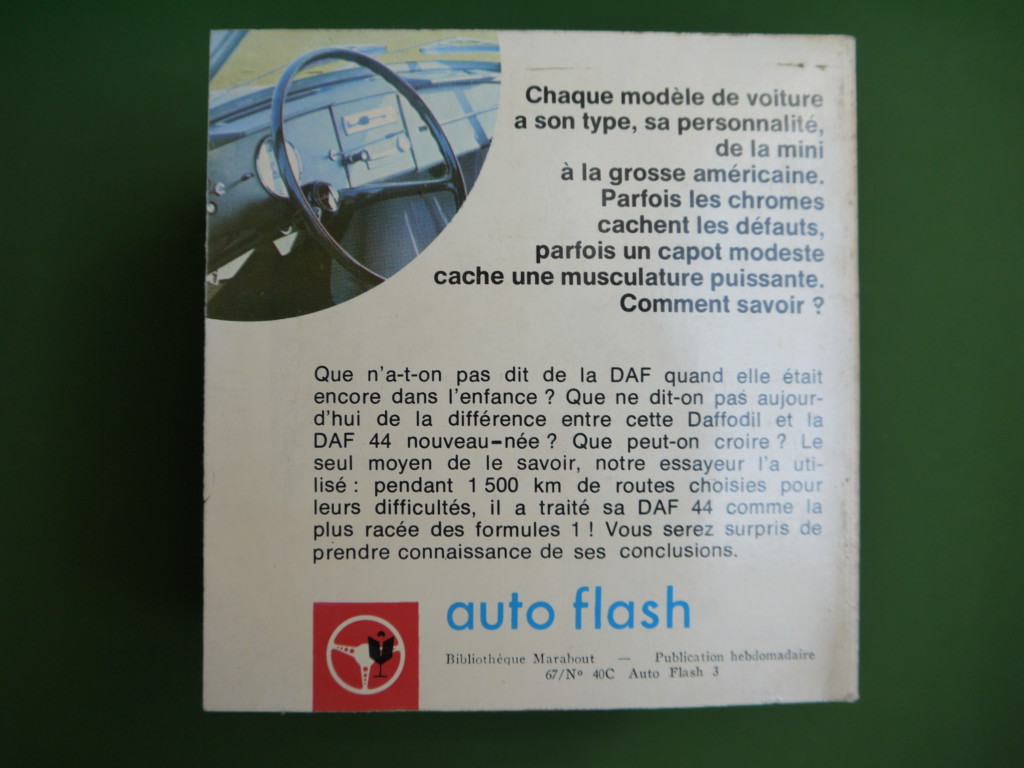 Chaque modèle de voiture
a son type, sa personnalité,
de la mini
à la grosse américaine.
Parfois les chromes
cachent les défauts,
parfois un capot modeste
cache une musculature puissante.
Comment savoir ?
Que n'a-t-on pas dit de la DAF quand elle était
encore dans l'enfance ? Que ne dit-on pas aujour-
d'hui de la différence entre cette Daffodil et la
DAF 44 nouveau-née ? Que peut-on croire ? Le
seul moyen de le savoir, notre essayeur l'a uti-
lisé : pendant 1 500 km de routes choisies pour
leurs difficultés, il a traité sa DAF 44 comme la
plus racée des formules 1 ! Vous serez surpris de
prendre connaissance de ses conclusions.
auto flash
Bibliothèque Marabout — Publication hebdomadaire
67/Nº 40C Auto Flash 3